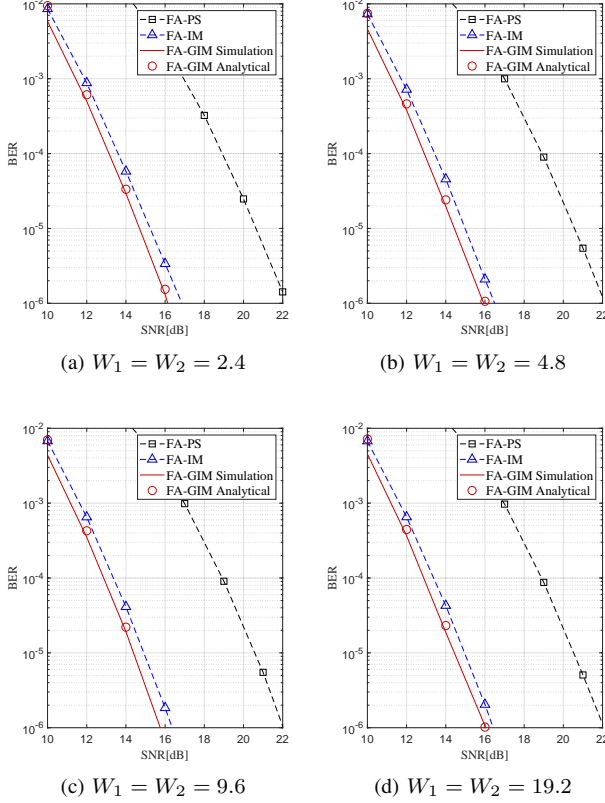 10^-2
10^-3
10^-4
10^-5
10^-6
BER
10 12 14 16 18 20 22
SNR[dB]
FA-PS
FA-IM
FA-GIM Simulation
FA-GIM Analytical
(a) W₁ = W₂ = 2.4
10^-2
10^-3
10^-4
10^-5
10^-6
BER
10 12 14 16 18 20 22
SNR[dB]
FA-PS
FA-IM
FA-GIM Simulation
FA-GIM Analytical
(b) W₁ = W₂ = 4.8
10^-2
10^-3
10^-4
10^-5
10^-6
BER
10 12 14 16 18 20 22
SNR[dB]
FA-PS
FA-IM
FA-GIM Simulation
FA-GIM Analytical
(c) W₁ = W₂ = 9.6
10^-2
10^-3
10^-4
10^-5
10^-6
BER
10 12 14 16 18 20 22
SNR[dB]
FA-PS
FA-IM
FA-GIM Simulation
FA-GIM Analytical
(d) W₁ = W₂ = 19.2